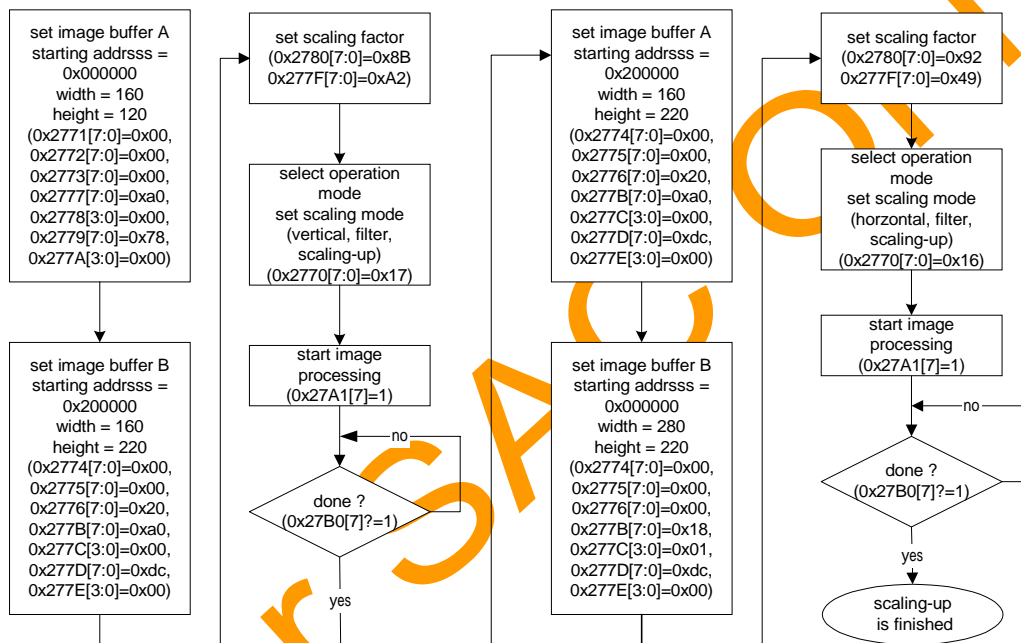 set image buffer A
starting addrsss =
0x000000
width = 160
height = 120
(0x2771[7:0]=0x00,
0x2772[7:0]=0x00,
0x2773[7:0]=0x00,
0x2777[7:0]=0xa0,
0x2778[3:0]=0x00,
0x2779[7:0]=0x78,
0x277A[3:0]=0x00)
set image buffer B
starting addrsss =
0x200000
width = 160
height = 220
(0x2774[7:0]=0x00,
0x2775[7:0]=0x00,
0x2776[7:0]=0x20,
0x277B[7:0]=0xa0,
0x277C[3:0]=0x00,
0x277D[7:0]=0xdc,
0x277E[3:0]=0x00)
set scaling factor
(0x2780[7:0]=0x8B
0x277F[7:0]=0xA2)
select operation
mode
set scaling mode
(vertical, filter,
scaling-up)
(0x2770[7:0]=0x17)
start image
processing
(0x27A1[7]=1)
no
done ?
(0x27B0[7]?=1)
yes
set image buffer A
starting addrsss =
0x200000
width = 160
height = 220
(0x2774[7:0]=0x00,
0x2775[7:0]=0x00,
0x2776[7:0]=0x20,
0x277B[7:0]=0xa0,
0x277C[3:0]=0x00,
0x277D[7:0]=0xdc,
0x277E[3:0]=0x00)
set image buffer B
starting addrsss =
0x000000
width = 280
height = 220
(0x2774[7:0]=0x00,
0x2775[7:0]=0x00,
0x2776[7:0]=0x00,
0x277B[7:0]=0x18,
0x277C[3:0]=0x01,
0x277D[7:0]=0xdc,
0x277E[3:0]=0x00)
set scaling factor
(0x2780[7:0]=0x92
0x277F[7:0]=0x49)
select operation
mode
set scaling mode
(horzontal, filter,
scaling-up)
(0x2770[7:0]=0x16)
start image
processing
(0x27A1[7]=1)
no
done ?
(0x27B0[7]?=1)
yes
scaling-up
is finished